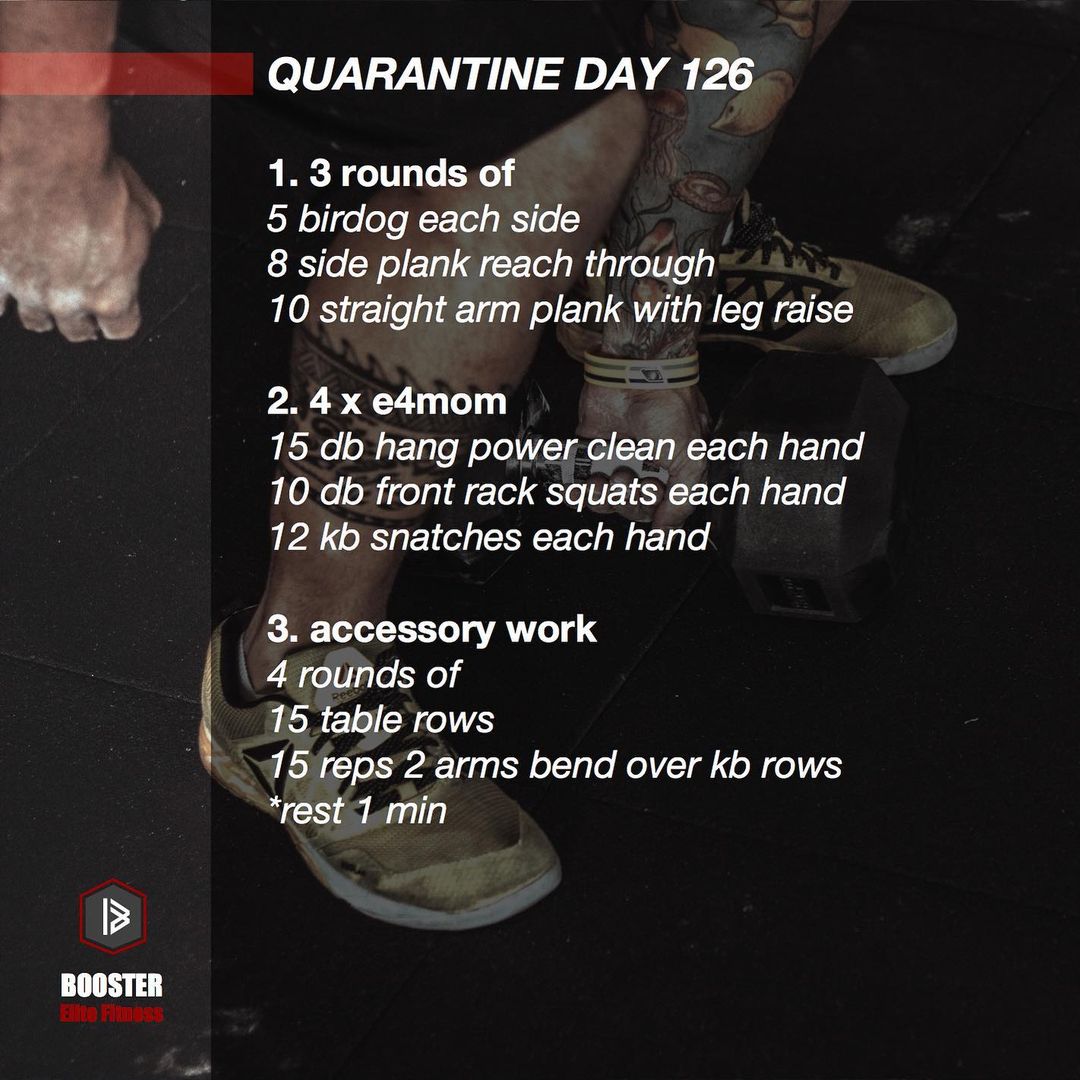 QUARANTINE DAY 126
1. 3 rounds of
5 birdog each side
8 side plank reach through
10 straight arm plank with leg raise
2. 4 x e4mom
15 db hang power clean each hand
10 db front rack squats each hand
12 kb snatches each hand
3. accessory work
4 rounds of
15 table rows
15 reps 2 arms bend over kb rows
*rest 1 min
BOOSTER
Elite Fitness